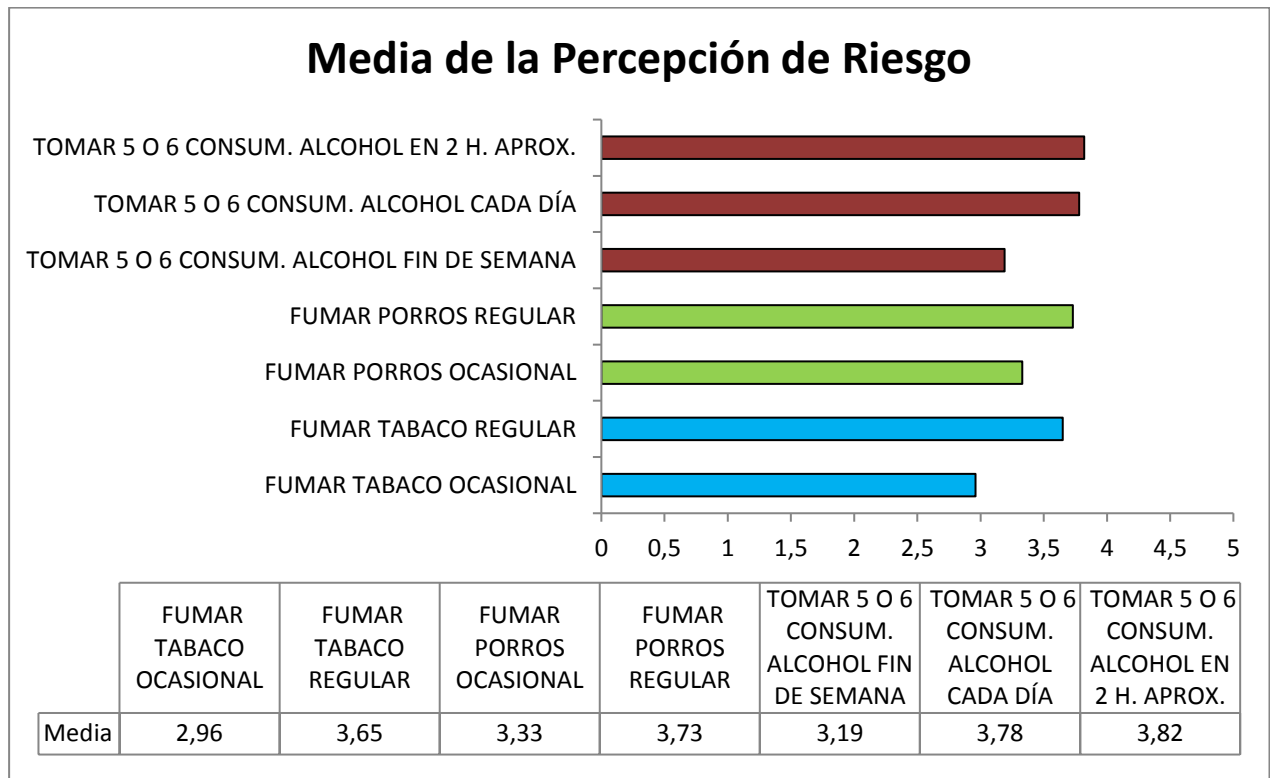 Media de la Percepción de Riesgo
TOMAR 5 O 6 CONSUM. ALCOHOL EN 2 H. APROX.
TOMAR 5 O 6 CONSUM. ALCOHOL CADA DÍA
TOMAR 5 O 6 CONSUM. ALCOHOL FIN DE SEMANA
FUMAR PORROS REGULAR
FUMAR PORROS OCASIONAL
FUMAR TABACO REGULAR
FUMAR TABACO OCASIONAL
0 0,5 1 1,5 2 2,5 3 3,5 4 4,5 5
FUMAR
TABACO
OCASIONAL
FUMAR
TABACO
REGULAR
FUMAR
PORROS
OCASIONAL
FUMAR
PORROS
REGULAR
TOMAR 5 O 6
CONSUM.
ALCOHOL FIN
DE SEMANA
TOMAR 5 O 6
CONSUM.
ALCOHOL
CADA DÍA
TOMAR 5 O 6
CONSUM.
ALCOHOL EN
2 H. APROX.
Media 2,96 3,65 3,33 3,73 3,19 3,78 3,82